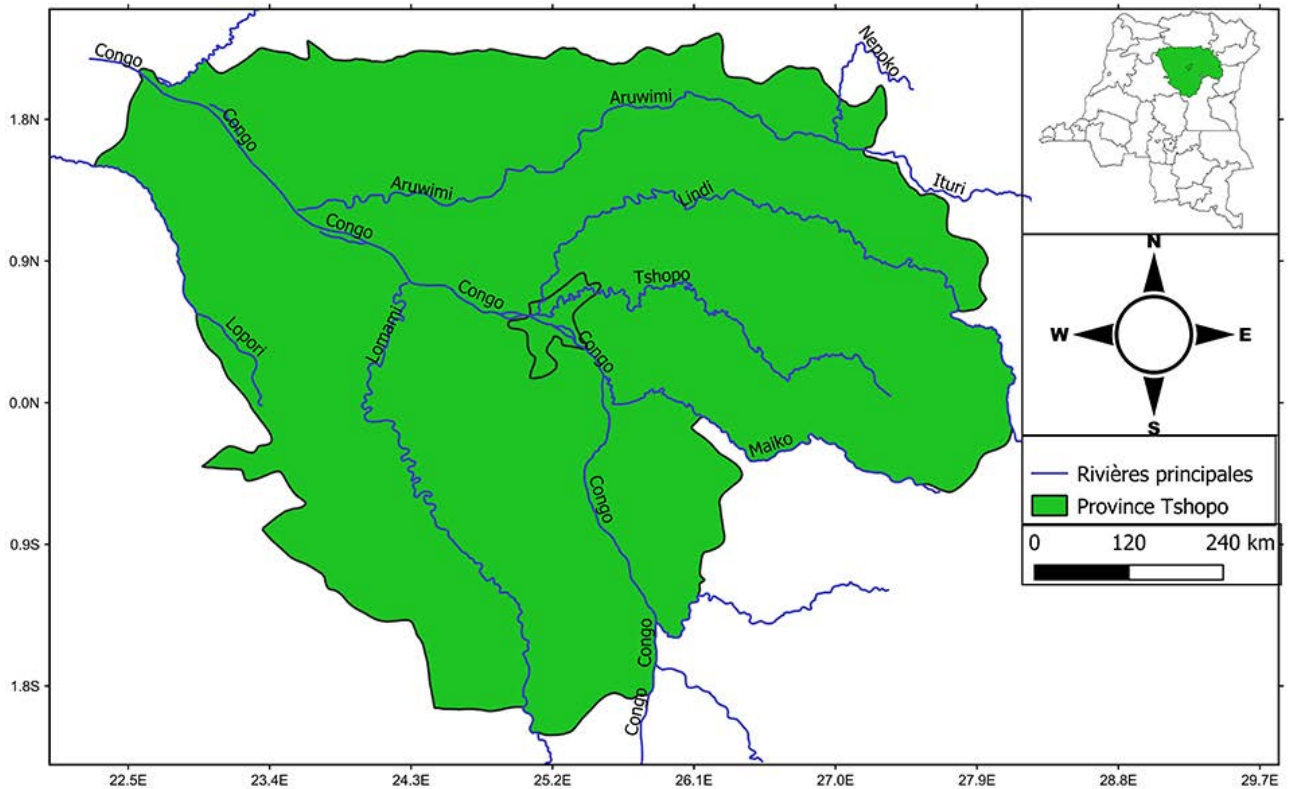 Congo
Nepoko
Aruwimi
1.8N
Congo
Ituri
Aruwimi
Lindi
Congo
0.9N
Tshopo
Congo
Lomami
Lopori
Congo
0.0N
Maiko
Congo
0.9S
Congo
1.8S
Congo
22.5E 23.4E 24.3E 25.2E 26.1E 27.0E 27.9E 28.8E 29.7E
N
W E
S
Rivières principales
Province Tshopo
0 120 240 km